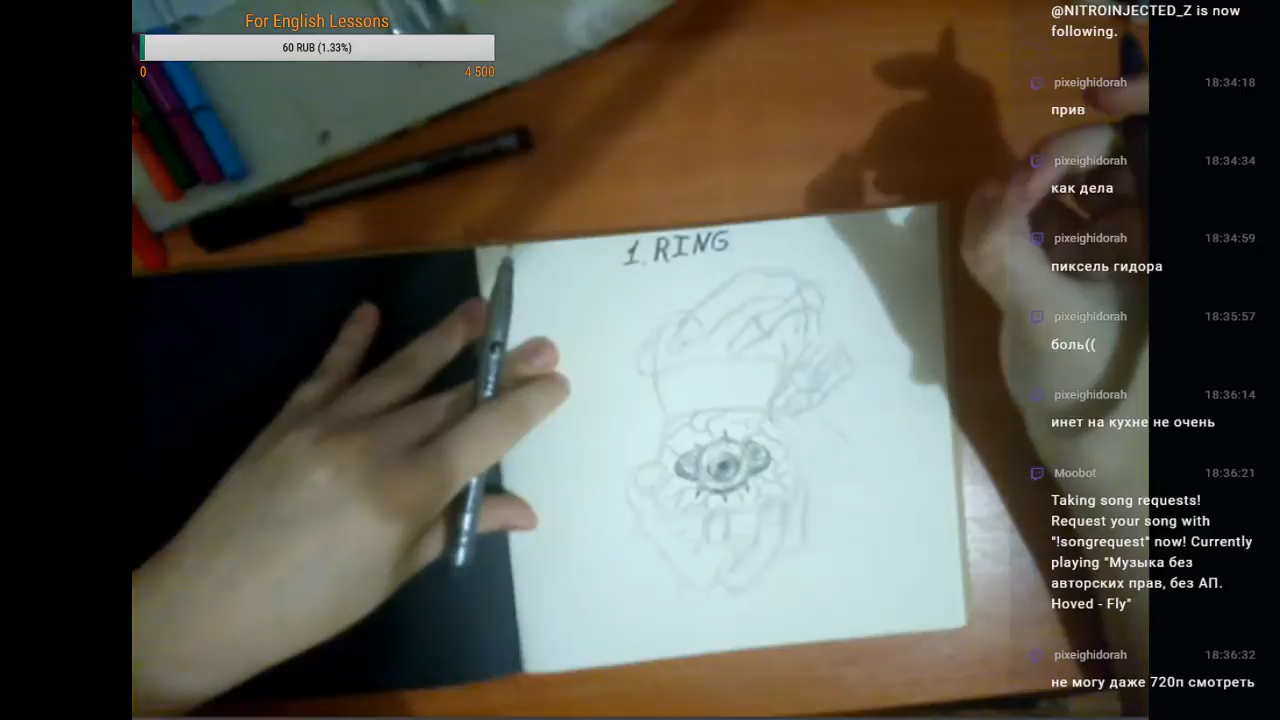 For English Lessons
60 RUB (1.33%)
0
4 500
1. RING
@NITROINJECTED_Z is now
following.
pixeighidorah 18:34:18
прив
pixeighidorah 18:34:34
как дела
pixeighidorah 18:34:59
пиксель гидора
pixeighidorah 18:35:57
боль((
pixeighidorah 18:36:14
инет на кухне не очень
Moobot 18:36:21
Taking song requests!
Request your song with
"!songrequest" now! Currently
playing "Музыка без
авторских прав, без АП.
Hoved - Fly"
pixeighidorah 18:36:32
не могу даже 720п смотреть